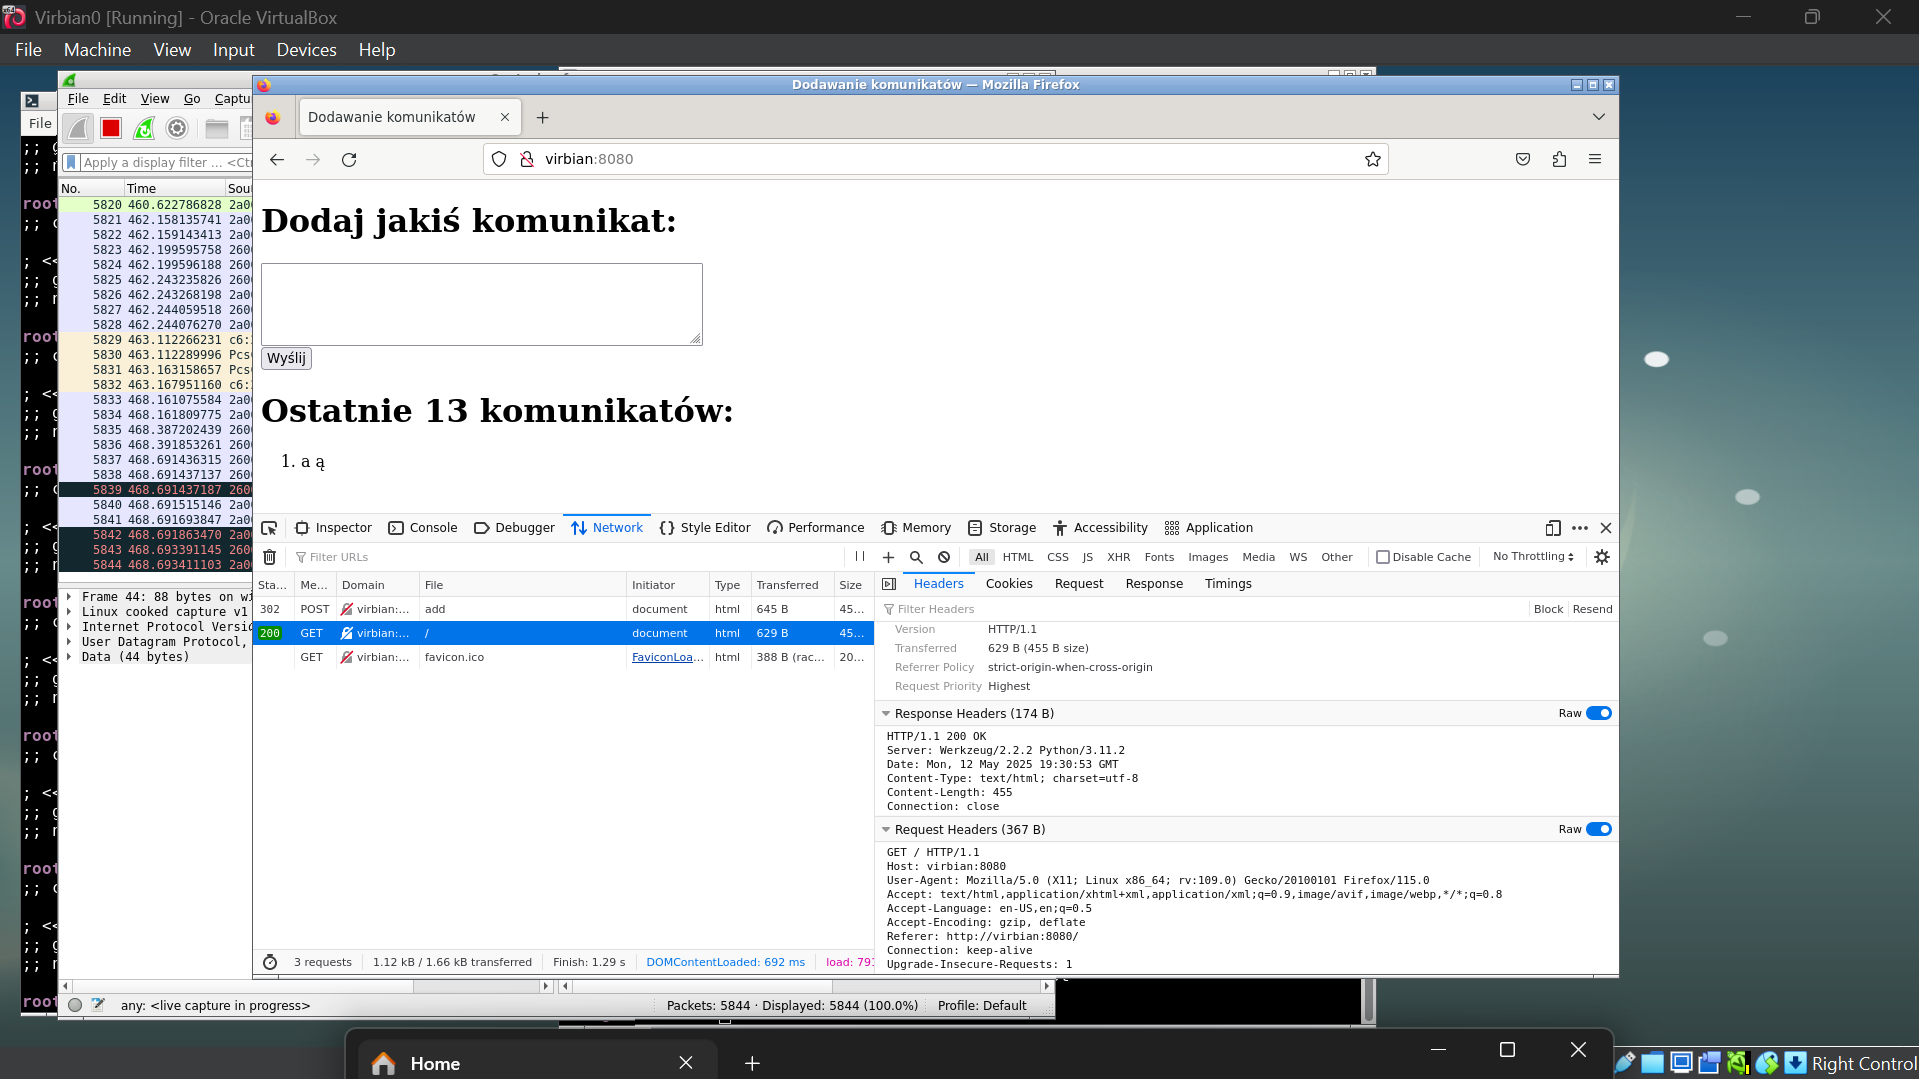 Virbian0 [Running] - Oracle VirtualBox
File Machine View Input Devices Help
File Edit View Go Captu
Dodawanie komunikatów — Mozilla Firefox
File
Dodawanie komunikatów
Apply a display filter … <Ctr
virbian:8080
No. Time Sou
5820 460.622786828 2a0
5821 462.158135741 2a0
5822 462.159143413 2a0
5823 462.199595758 260
5824 462.199596188 260
5825 462.243235826 260
5826 462.243268198 2a0
5827 462.244059518 260
5828 462.244076270 2a0
5829 463.112266231 c6:
5830 463.112289996 Pcs
5831 463.163158657 Pcs
5832 463.167951160 c6:
5833 468.161075584 2a0
5834 468.161809775 2a0
5835 468.387202439 260
5836 468.391853261 260
5837 468.691436315 260
5838 468.691437137 260
5839 468.691437187 260
5840 468.691515146 2a0
5841 468.691693847 2a0
5842 468.691863470 2a0
5843 468.693391145 260
5844 468.693411103 2a0
Frame 44: 88 bytes on wi
Linux cooked capture v1
Internet Protocol Versio
User Datagram Protocol,
Data (44 bytes)
Dodaj jakiś komunikat:
Wyślij
Ostatnie 13 komunikatów:
1. a ą
Inspector Console Debugger Network Style Editor Performance Memory Storage Accessibility Application
Filter URLs
All HTML CSS JS XHR Fonts Images Media WS Other Disable Cache No Throttling
Sta... Me... Domain File Initiator Type Transferred Size
302 POST virbian:... add document html 645 B 45...
200 GET virbian:... / document html 629 B 45...
GET virbian:... favicon.ico FaviconLoa... html 388 B (rac... 20...
Headers Cookies Request Response Timings
Filter Headers Block Resend
Version HTTP/1.1
Transferred 629 B (455 B size)
Referrer Policy strict-origin-when-cross-origin
Request Priority Highest
Response Headers (174 B) Raw
HTTP/1.1 200 OK
Server: Werkzeug/2.2.2 Python/3.11.2
Date: Mon, 12 May 2025 19:30:53 GMT
Content-Type: text/html; charset=utf-8
Content-Length: 455
Connection: close
Request Headers (367 B) Raw
GET / HTTP/1.1
Host: virbian:8080
User-Agent: Mozilla/5.0 (X11; Linux x86_64; rv:109.0) Gecko/20100101 Firefox/115.0
Accept: text/html,application/xhtml+xml,application/xml;q=0.9,image/avif,image/webp,*/*;q=0.8
Accept-Language: en-US,en;q=0.5
Accept-Encoding: gzip, deflate
Referer: http://virbian:8080/
Connection: keep-alive
Upgrade-Insecure-Requests: 1
3 requests 1.12 kB / 1.66 kB transferred Finish: 1.29 s DOMContentLoaded: 692 ms load: 791
any: <live capture in progress> Packets: 5844 · Displayed: 5844 (100.0%) Profile: Default
Home
Right Control